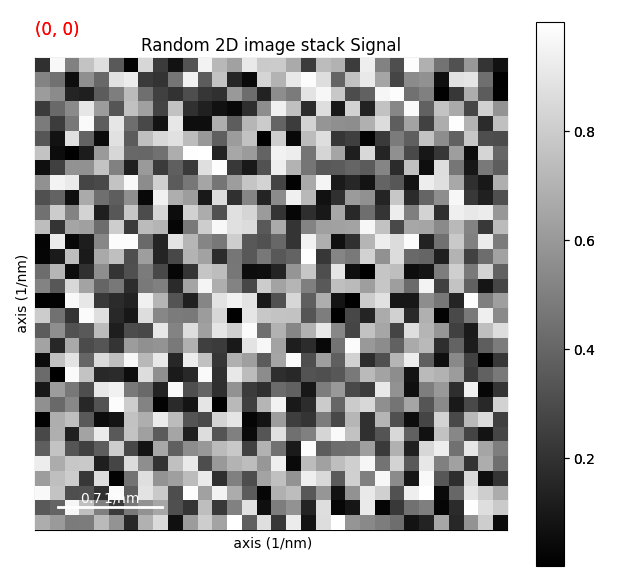 (0, 0)
Random 2D image stack Signal
axis (1/nm)
0.7 1/nm
axis (1/nm)
0.8
0.6
0.4
0.2